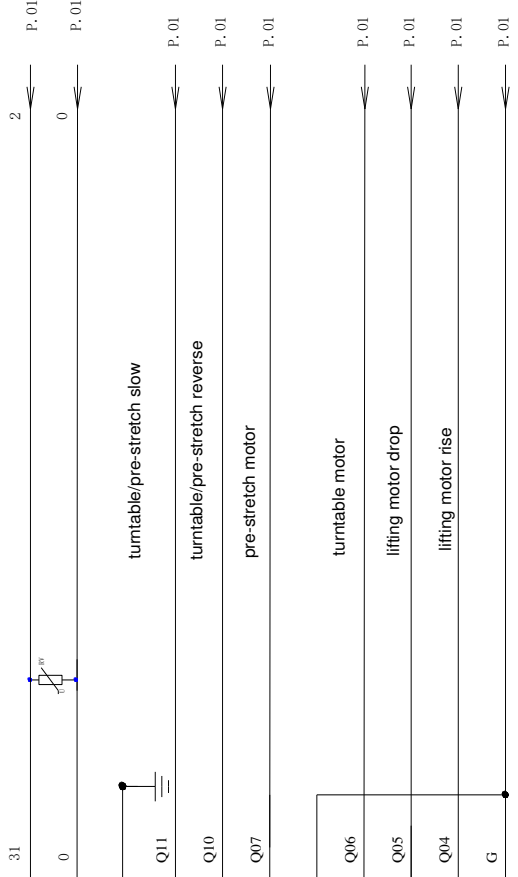 31 2 P.01
0 0 P.01
RV
U
turntable/pre-stretch slow
Q11 P.01
turntable/pre-stretch reverse
Q10 P.01
pre-stretch motor
Q07 P.01
turntable motor
Q06 P.01
lifting motor drop
Q05 P.01
lifting motor rise
Q04 P.01
G P.01